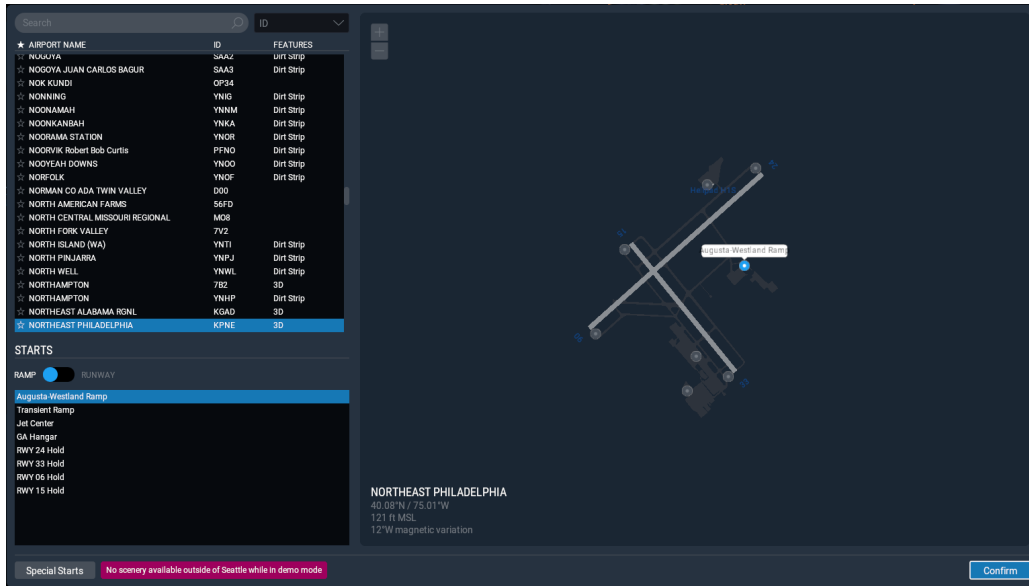 Search
ID
★ AIRPORT NAME ID FEATURES
☆ NOGOYA SAA2 Dirt Strip
☆ NOGOYA JUAN CARLOS BAGUR SAA3 Dirt Strip
☆ NOK KUNDI OP34
☆ NONNING YNIG Dirt Strip
☆ NOONAMAH YNNM Dirt Strip
☆ NOONKANBAH YNKA Dirt Strip
☆ NOORAMA STATION YNOR Dirt Strip
☆ NOORVIK Robert Bob Curtis PFNO Dirt Strip
☆ NOOYEAH DOWNS YNOO Dirt Strip
☆ NORFOLK YNOF Dirt Strip
☆ NORMAN CO ADA TWIN VALLEY D00
☆ NORTH AMERICAN FARMS 56FD
☆ NORTH CENTRAL MISSOURI REGIONAL MO8
☆ NORTH FORK VALLEY 7V2
☆ NORTH ISLAND (WA) YNTI Dirt Strip
☆ NORTH PINJARRA YNPJ Dirt Strip
☆ NORTH WELL YNWL Dirt Strip
☆ NORTHAMPTON 7B2 3D
☆ NORTHAMPTON YNHP Dirt Strip
☆ NORTHEAST ALABAMA RGNL KGAD 3D
☆ NORTHEAST PHILADELPHIA KPNE 3D
STARTS
RAMP RUNWAY
Augusta-Westland Ramp
Transient Ramp
Jet Center
GA Hangar
RWY 24 Hold
RWY 33 Hold
RWY 06 Hold
RWY 15 Hold
24
15
Augusta-Westland Ramp
06
33
NORTHEAST PHILADELPHIA
40.08°N / 75.01°W
121 ft MSL
12°W magnetic variation
Special Starts
No scenery available outside of Seattle while in demo mode
Confirm